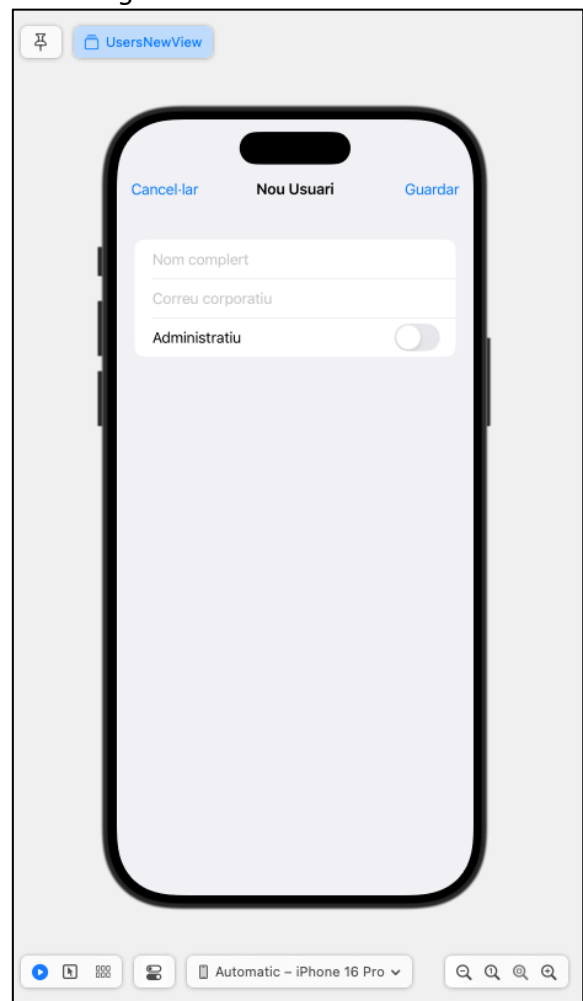 UsersNewView
Cancel·lar Nou Usuari Guardar
Nom complert
Correu corporatiu
Administratiu
Automatic – iPhone 16 Pro